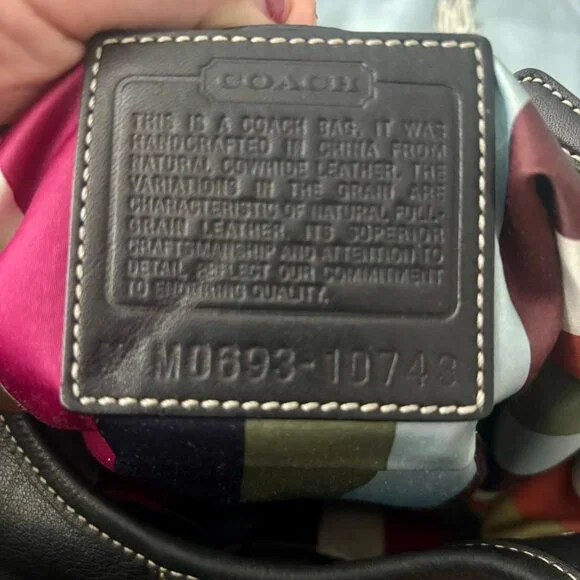 COACH
THIS IS A COACH BAG. IT WAS
HANDCRAFTED IN CHINA FROM
NATURAL COWHIDE LEATHER. THE
VARIATIONS IN THE GRAIN ARE
CHARACTERISTIC OF NATURAL FULL-
GRAIN LEATHER. ITS SUPERIOR
CRAFTSMANSHIP AND ATTENTION TO
DETAIL REFLECT OUR COMMITMENT
TO ENDURING QUALITY.
M0693-10743